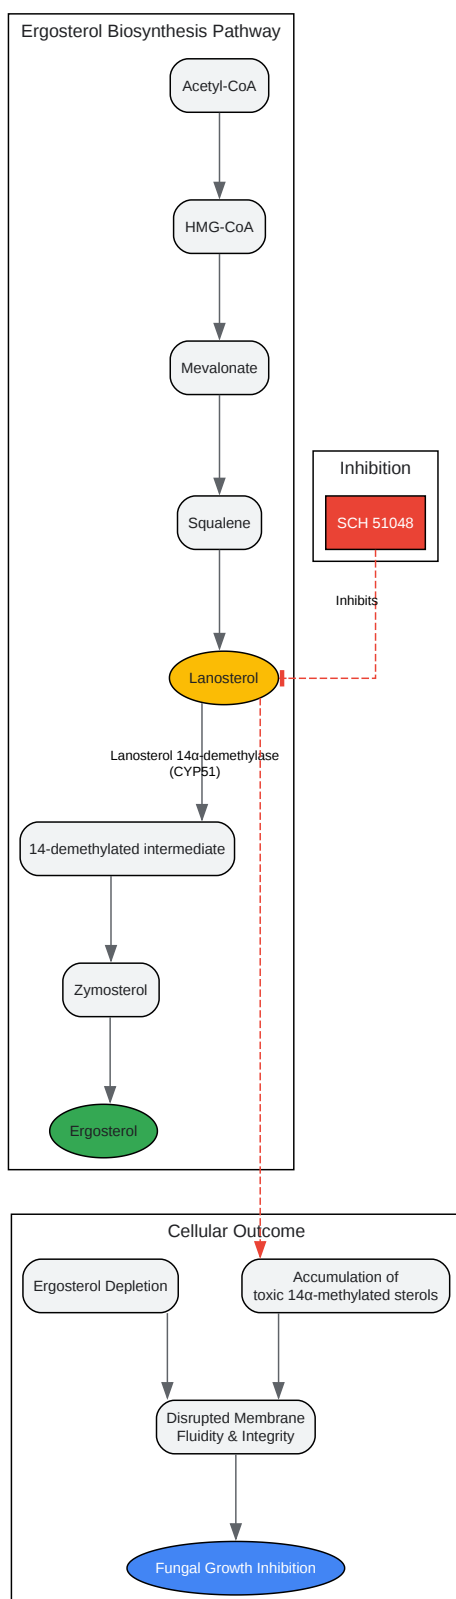 Ergosterol Biosynthesis Pathway
Acetyl-CoA
HMG-CoA
Mevalonate
Squalene
Inhibition
SCH 51048
Inhibits
Lanosterol
Lanosterol 14α-demethylase
(CYP51)
14-demethylated intermediate
Zymosterol
Ergosterol
Cellular Outcome
Ergosterol Depletion
Accumulation of
toxic 14α-methylated sterols
Disrupted Membrane
Fluidity & Integrity
Fungal Growth Inhibition